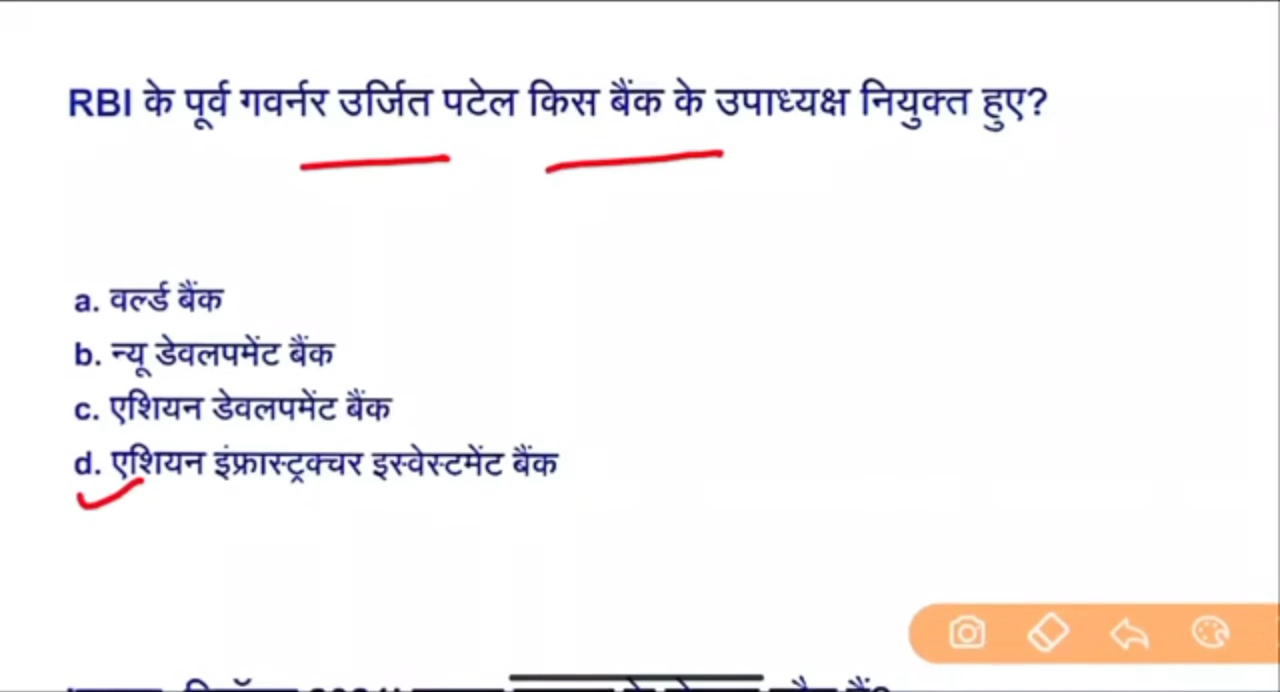 RBI के पूर्व गवर्नर उर्जित पटेल किस बैंक के उपाध्यक्ष नियुक्त हुए?
a. वर्ल्ड बैंक
b. न्यू डेवलपमेंट बैंक
c. एशियन डेवलपमेंट बैंक
d. एशियन इंफ्रास्ट्रक्चर इस्वेस्टमेंट बैंक